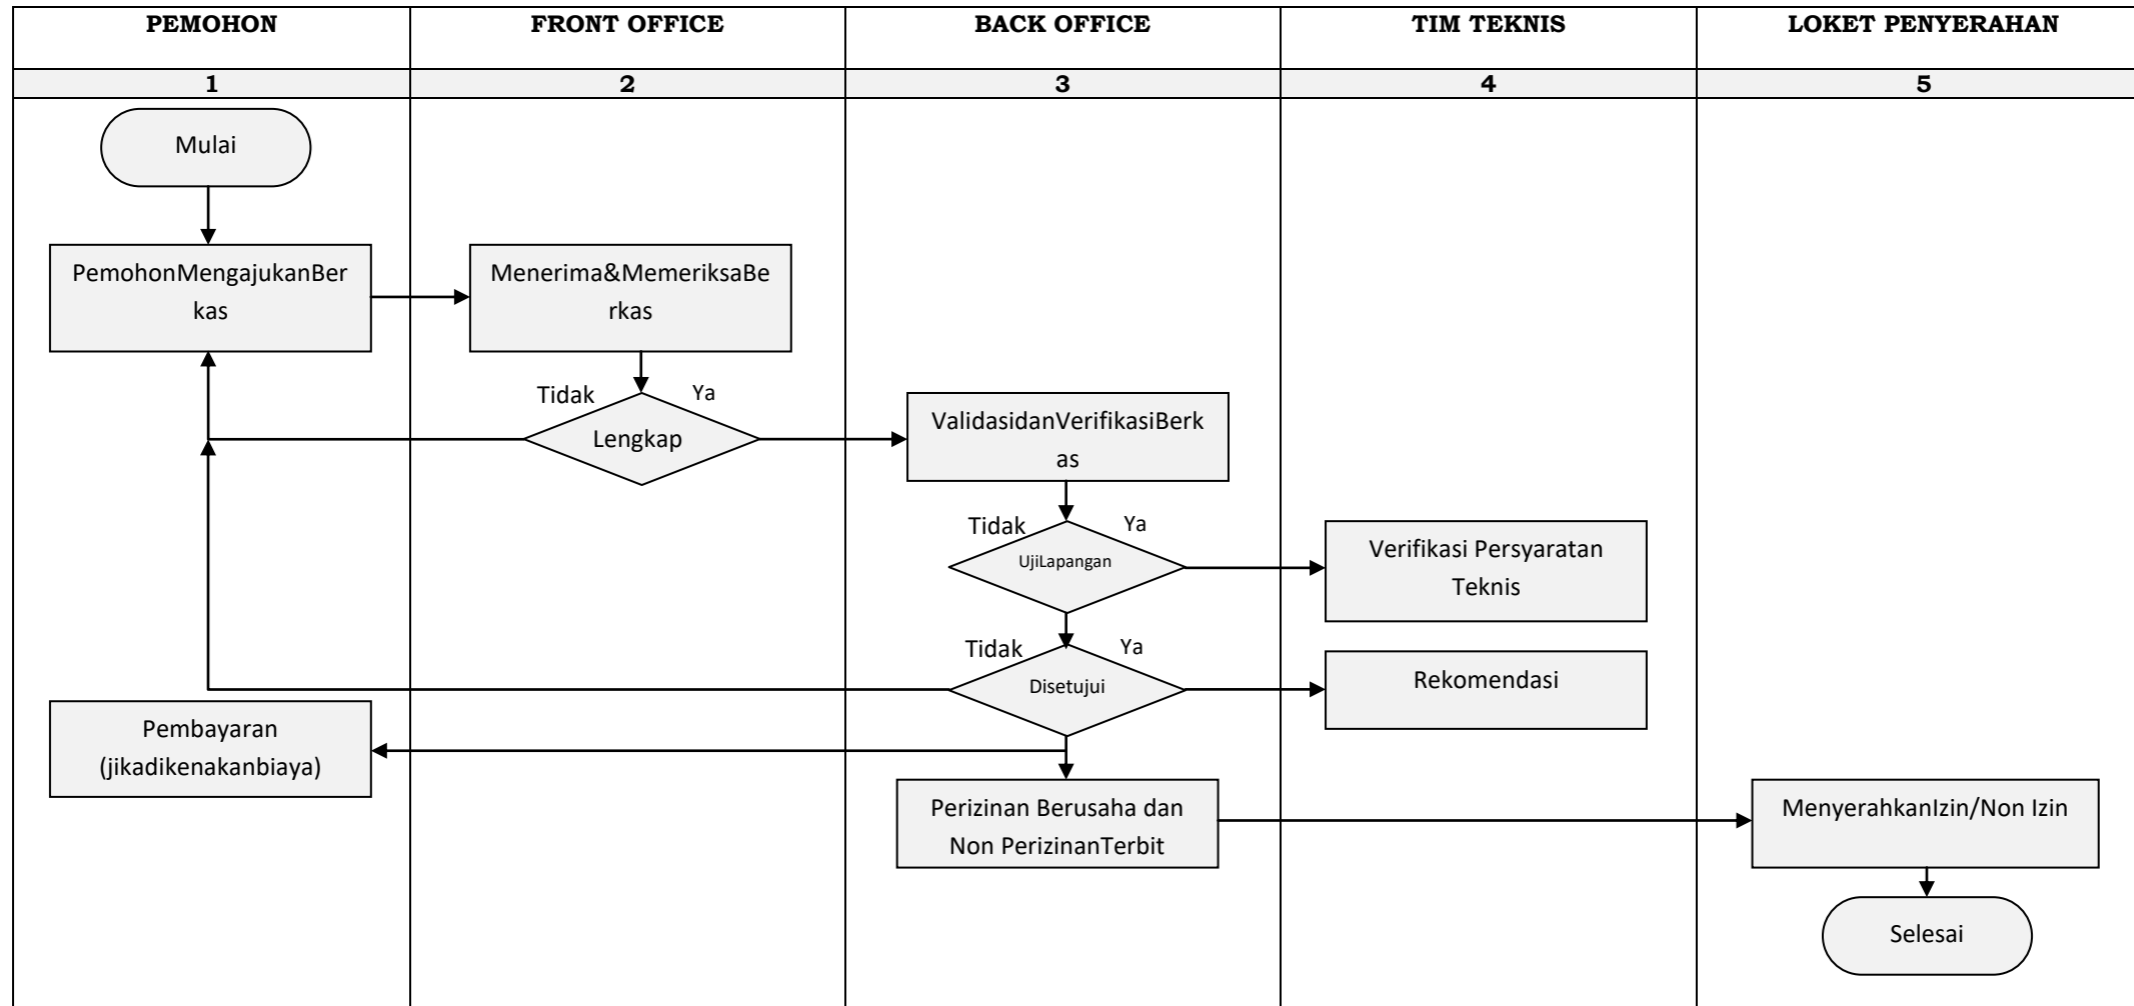 PEMOHON
FRONT OFFICE
BACK OFFICE
TIM TEKNIS
LOKET PENYERAHAN
1
2
3
4
5
Mulai
PemohonMengajukanBer
kas
Menerima&MemeriksaBe
rkas
Tidak
Ya
Lengkap
ValidasidanVerifikasiBerk
as
Tidak
Ya
UjiLapangan
Verifikasi Persyaratan
Teknis
Tidak
Ya
Disetujui
Rekomendasi
Pembayaran
(jikadikenakanbiaya)
Perizinan Berusaha dan
Non PerizinanTerbit
MenyerahkanIzin/Non Izin
Selesai